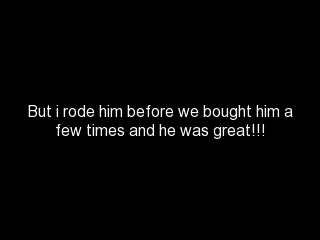 But i rode him before we bought him a
few times and he was great!!!